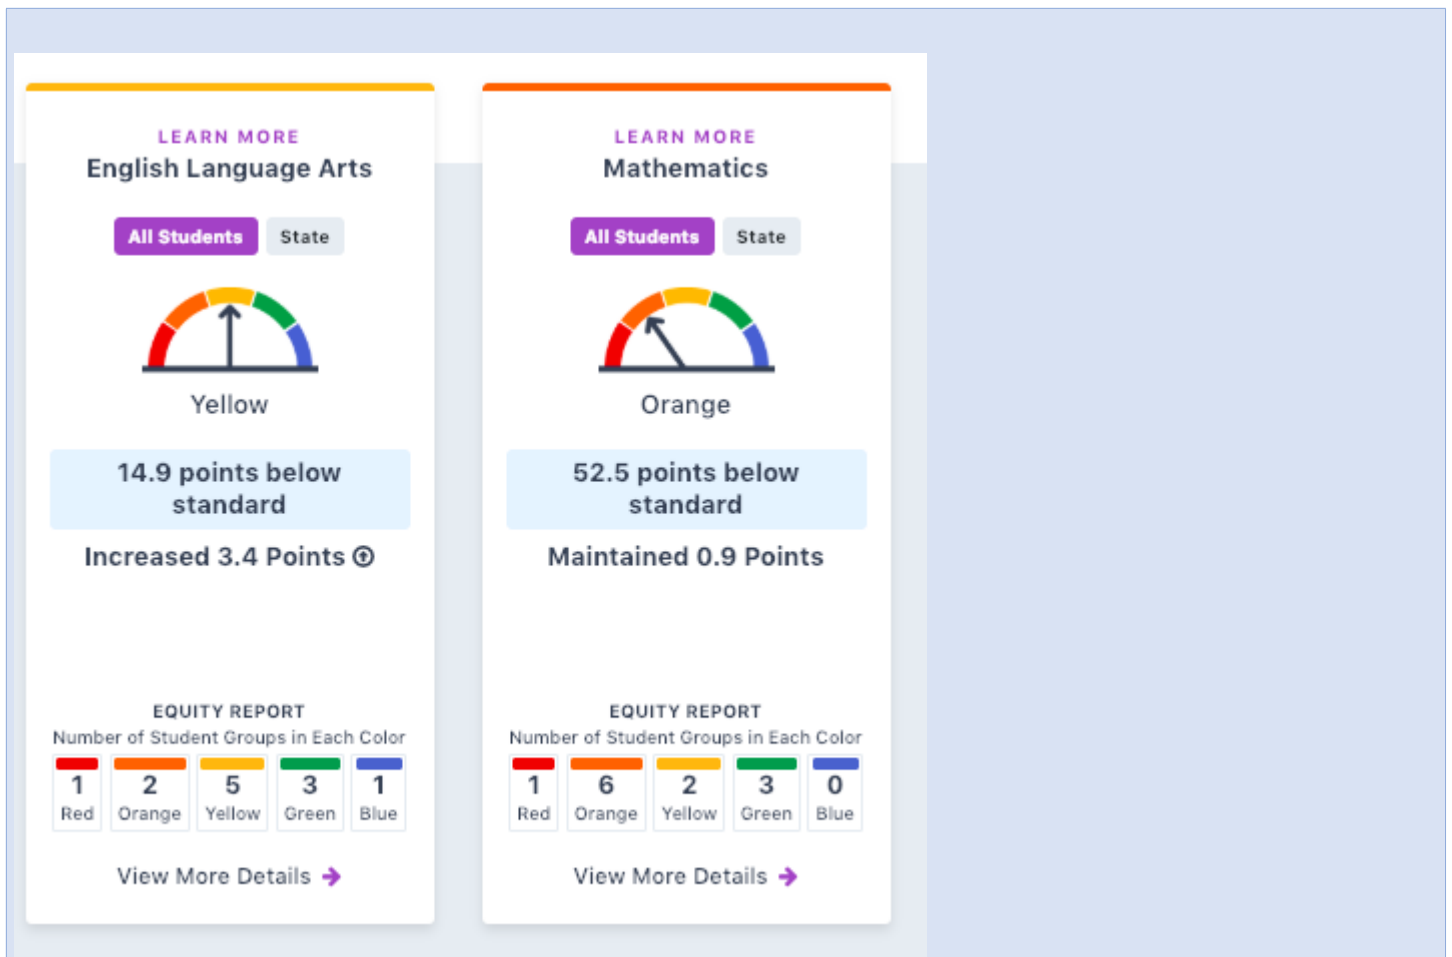 LEARN MORE
English Language Arts
All Students State
Yellow
14.9 points below
standard
Increased 3.4 Points
EQUITY REPORT
Number of Student Groups in Each Color
1 2 5 3 1
Red Orange Yellow Green Blue
View More Details
LEARN MORE
Mathematics
All Students State
Orange
52.5 points below
standard
Maintained 0.9 Points
EQUITY REPORT
Number of Student Groups in Each Color
1 6 2 3 0
Red Orange Yellow Green Blue
View More Details